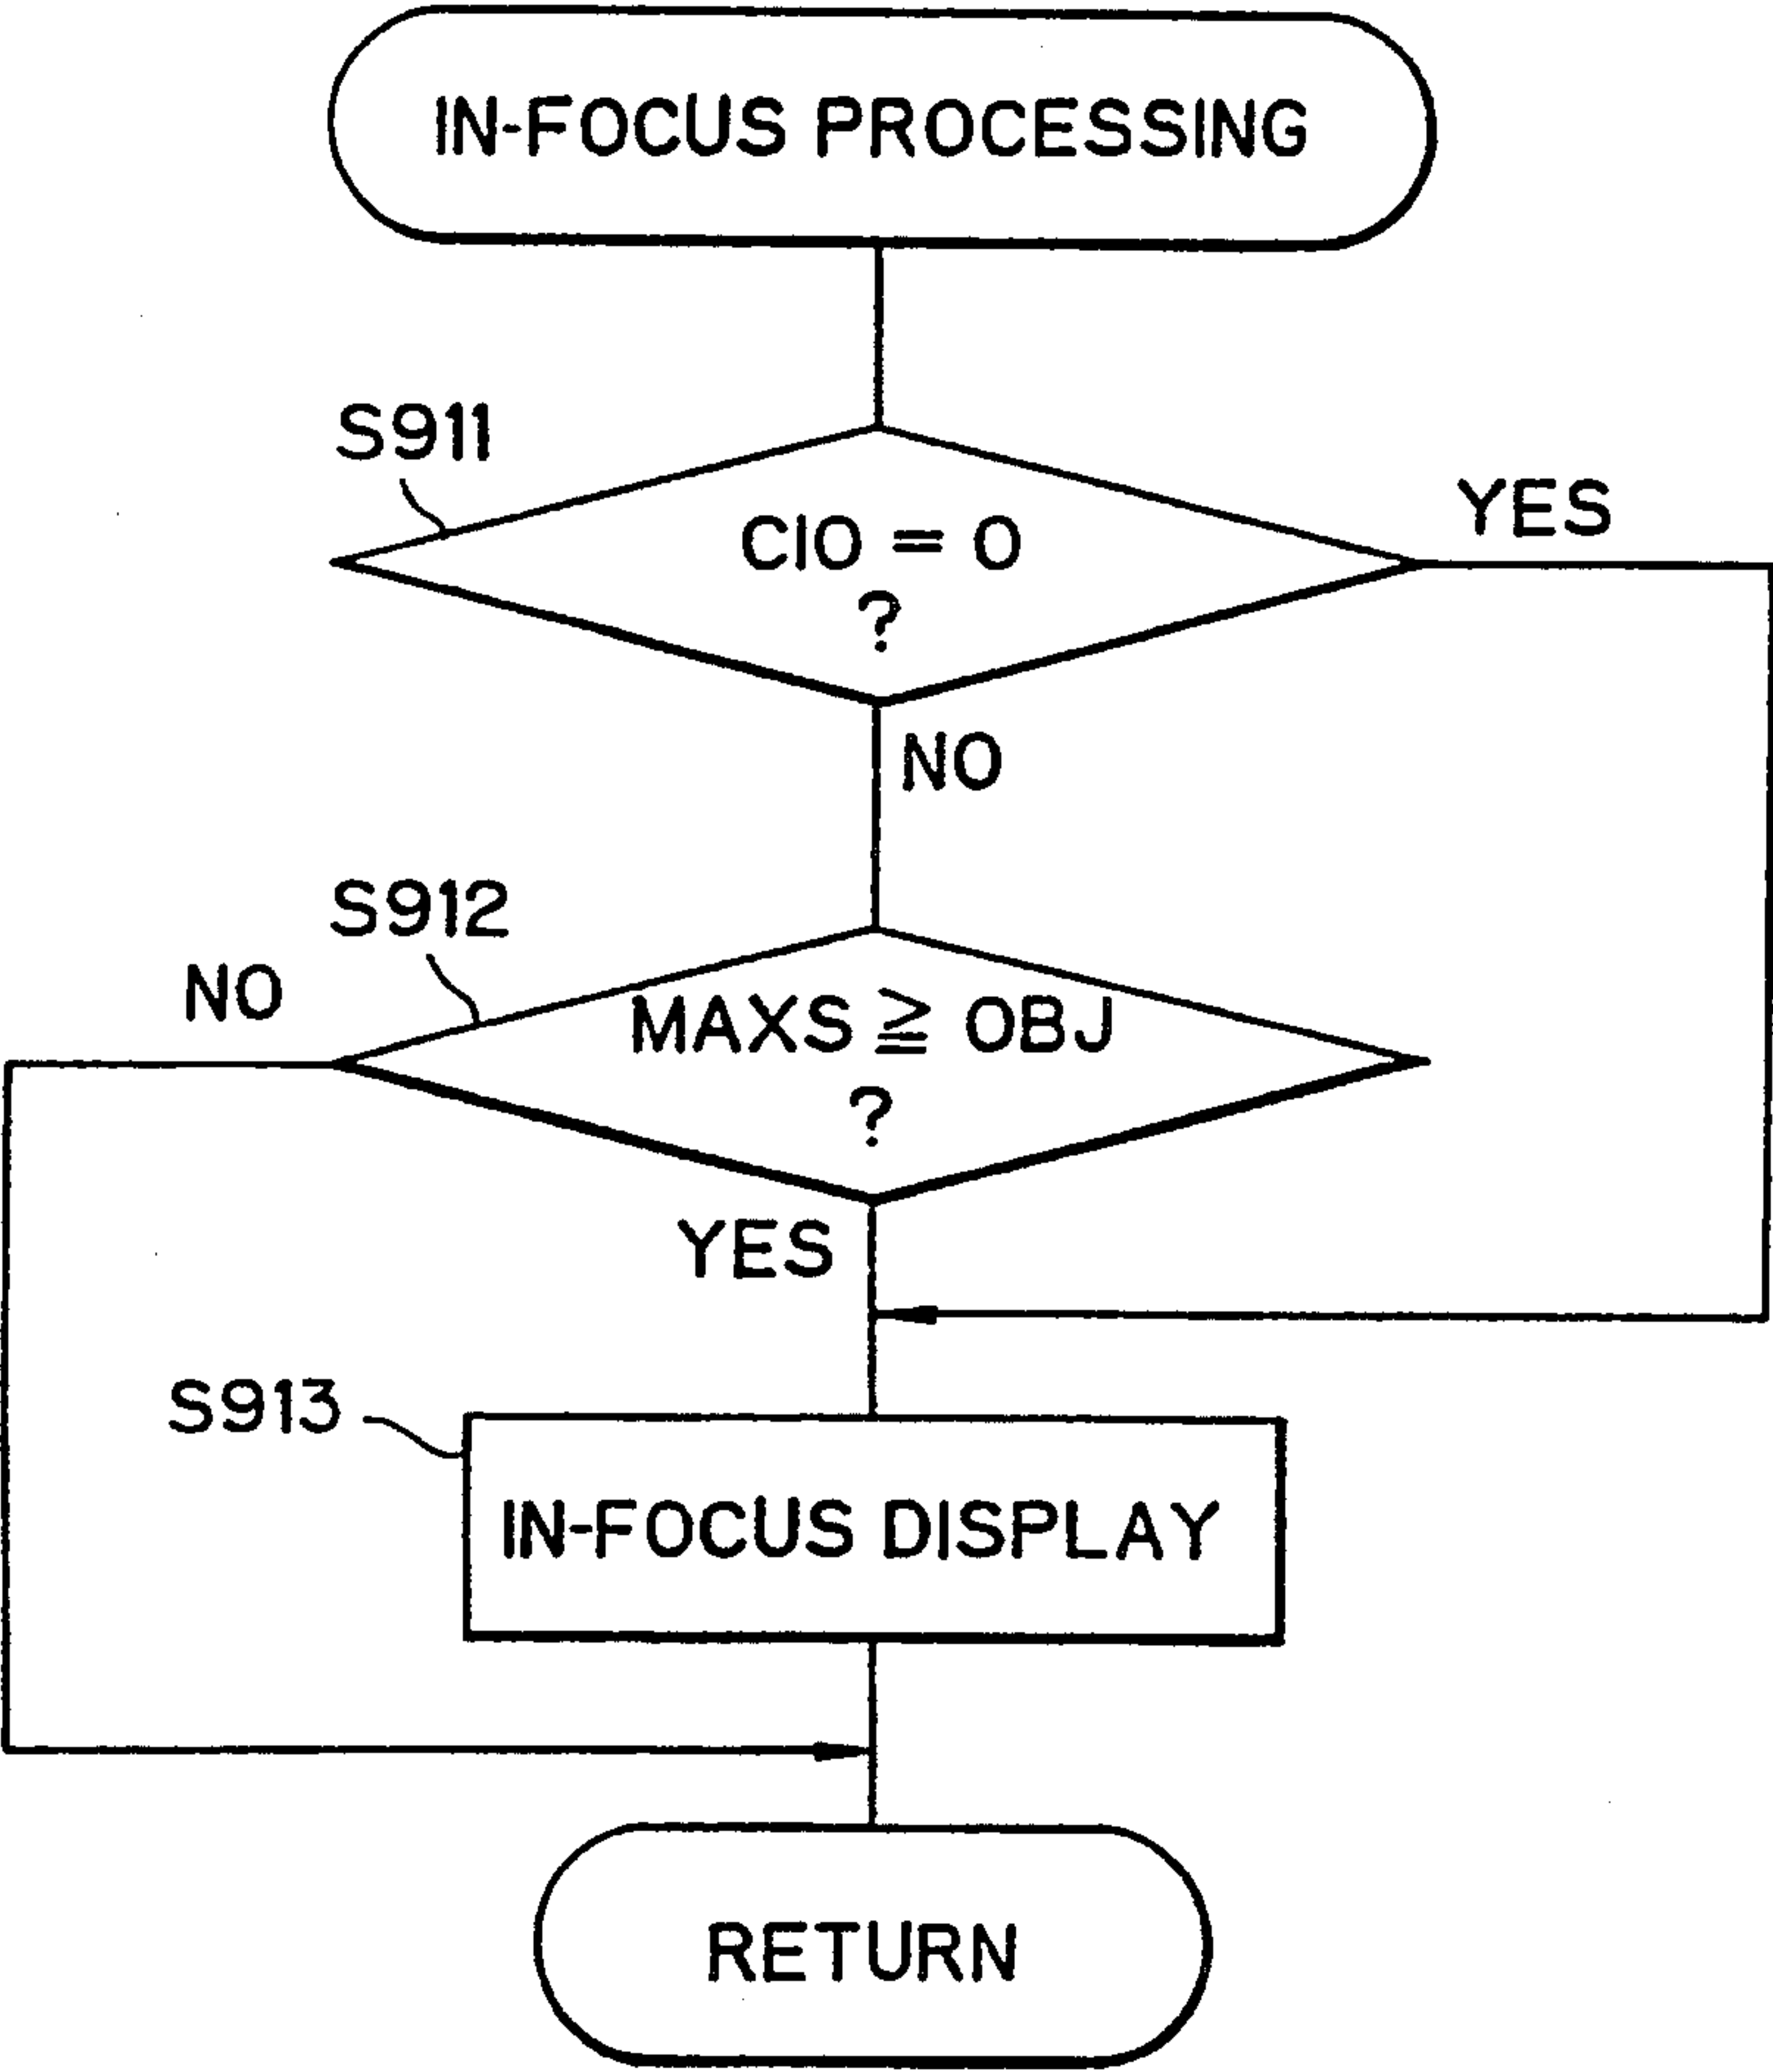 IN-FOCUS PROCESSING
S911
YES
CIO = O
?
NO
S912
NO
MAXS ≧ OBJ
?
YES
S913
IN-FOCUS DISPLAY
RETURN